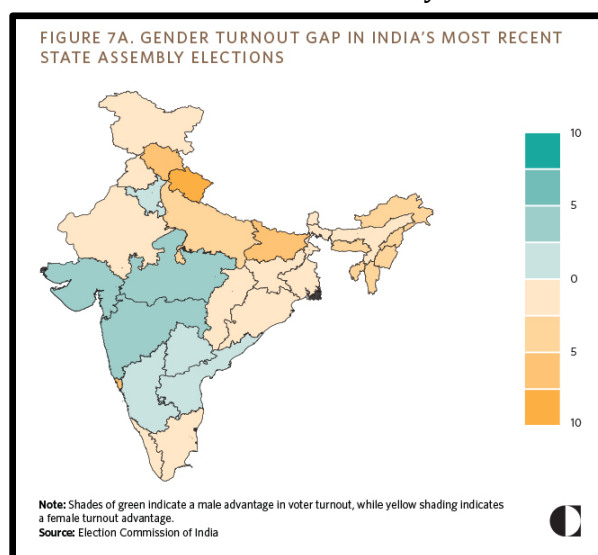 FIGURE 7A. GENDER TURNOUT GAP IN INDIA'S MOST RECENT
STATE ASSEMBLY ELECTIONS
10
5
0
5
10
Note: Shades of green indicate a male advantage in voter turnout, while yellow shading indicates
a female turnout advantage.
Source: Election Commission of India